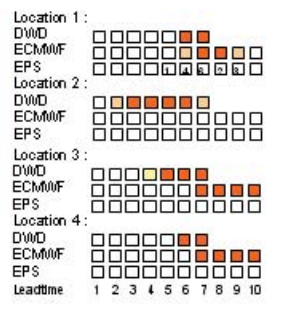 Location 1 :
DWD
ECMWF
EPS
Location 2 :
DWD
ECMWF
EPS
Location 3 :
DWD
ECMWF
EPS
Location 4 :
DWD
ECMWF
EPS
Leadtime 1 2 3 4 5 6 7 8 9 10